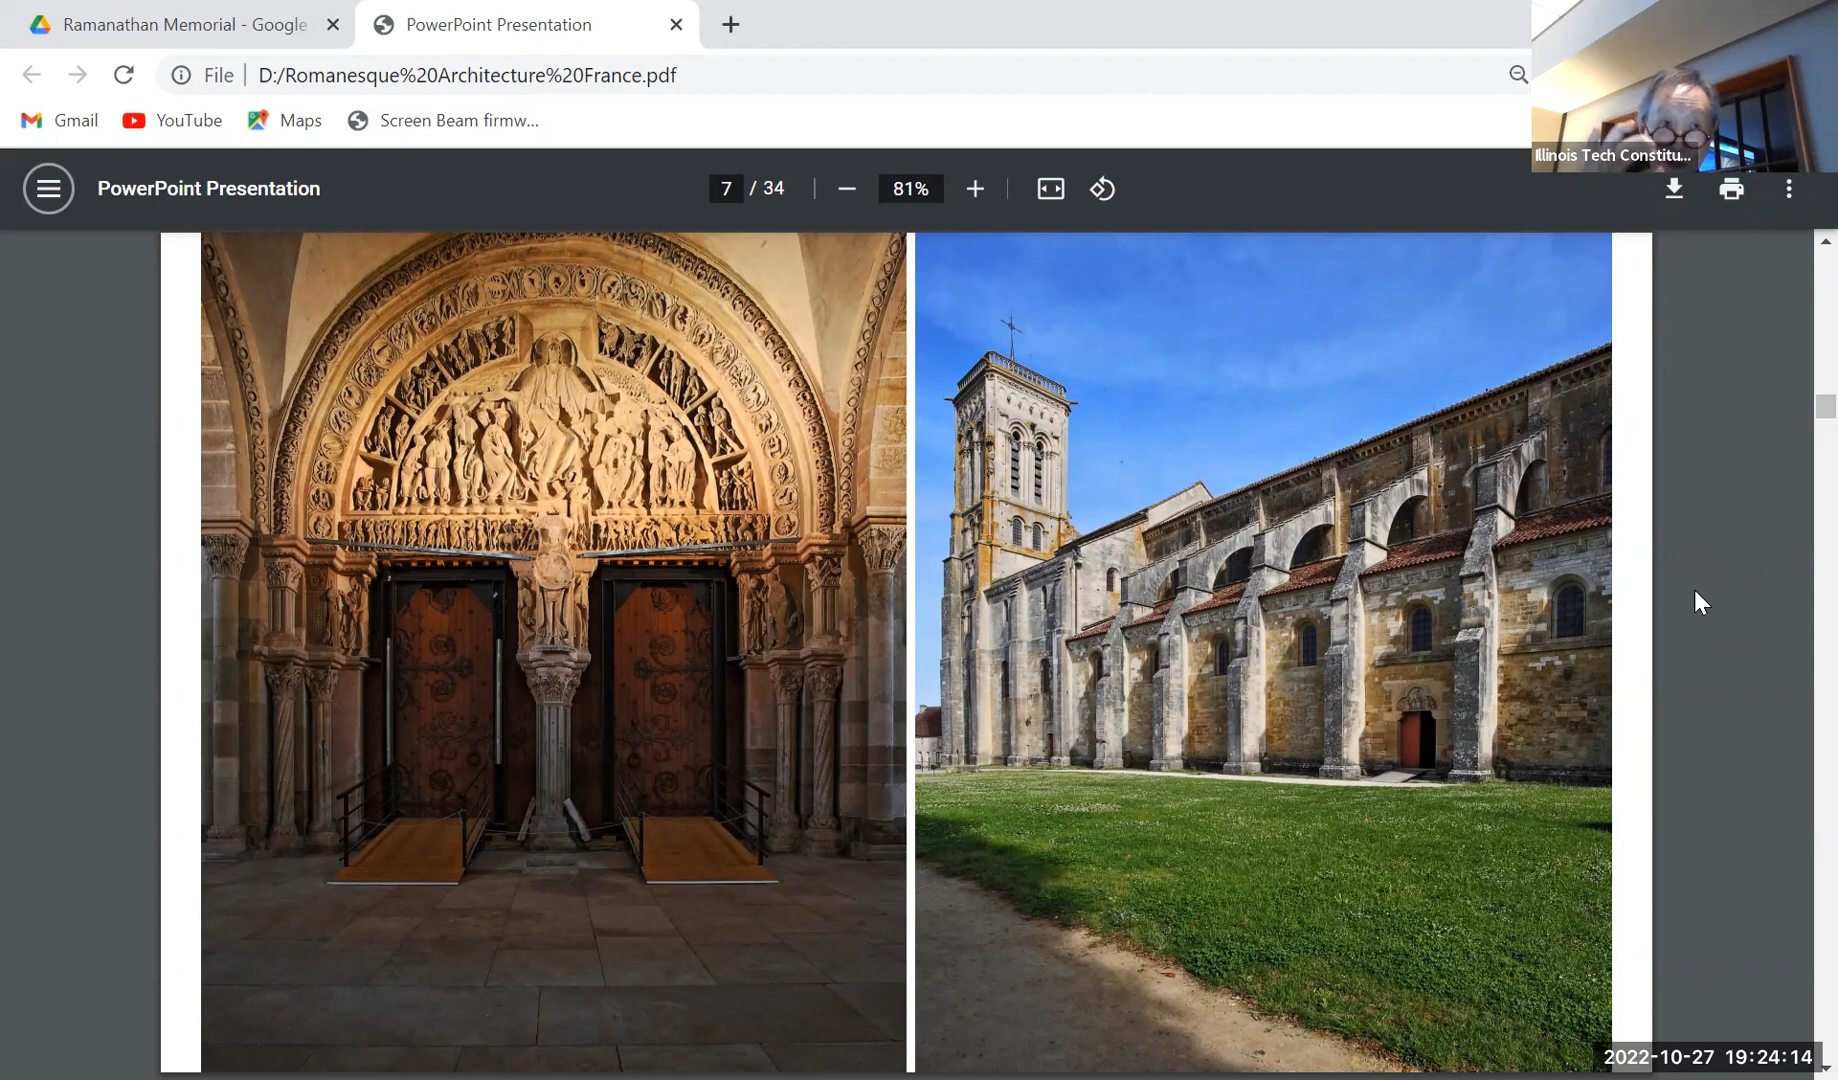 Ramanathan Memorial - Google
PowerPoint Presentation
File
D:/Romanesque%20Architecture%20France.pdf
Gmail
YouTube
Maps
Screen Beam firmw...
Illinois Tech Constitu...
PowerPoint Presentation
7 / 34
81%
2022-10-27 19:24:14